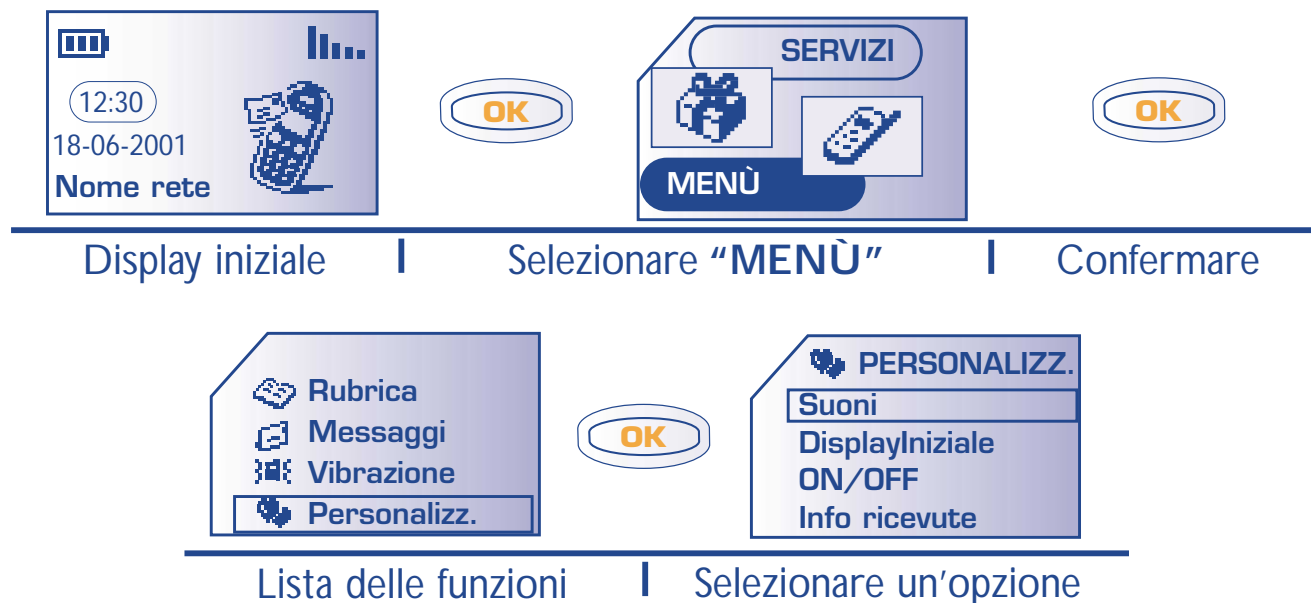 12:30
18-06-2001
Nome rete
OK
SERVIZI
MENÙ
OK
Display iniziale
Selezionare “MENÙ”
Confermare
Rubrica
Messaggi
Vibrazione
Personalizz.
OK
PERSONALIZZ.
Suoni
DisplayIniziale
ON/OFF
Info ricevute
Lista delle funzioni
Selezionare un’opzione